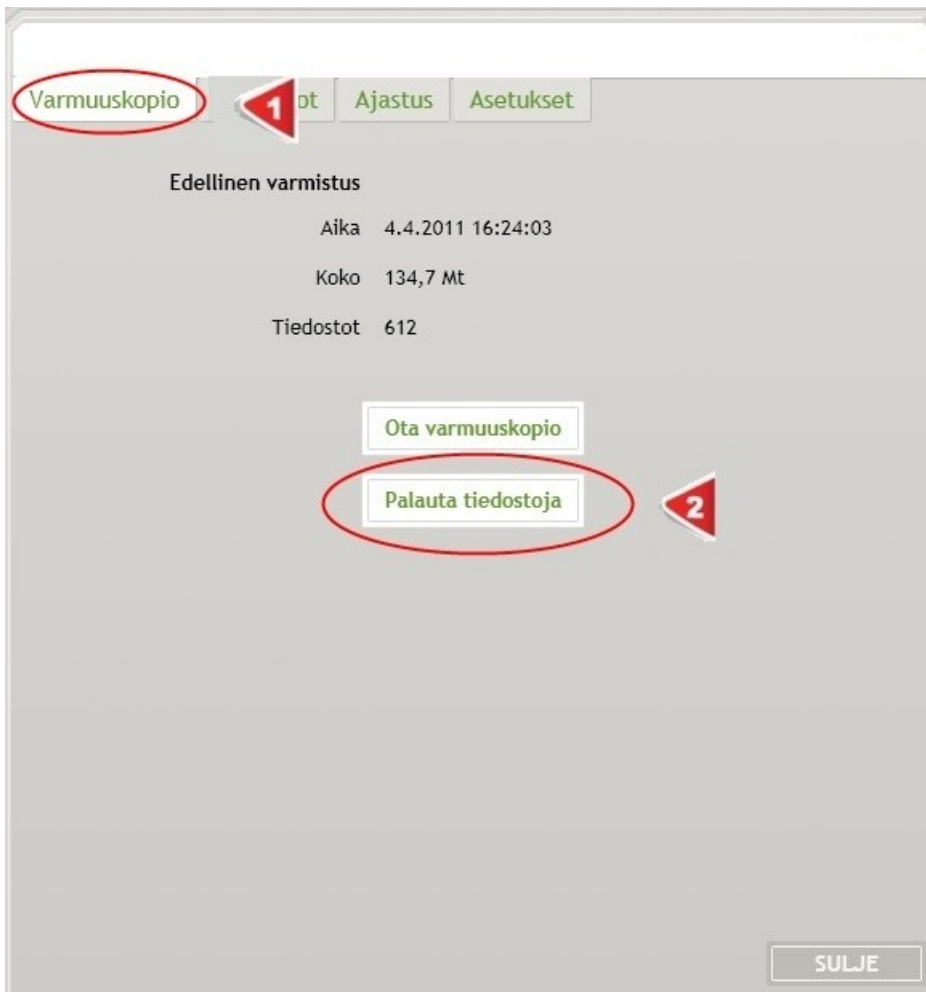 Varmuuskopio 1 ot Ajastus Asetukset
Edellinen varmistus
Aika 4.4.2011 16:24:03
Koko 134,7 Mt
Tiedostot 612
Ota varmuuskopio
Palauta tiedostoja 2
SULJE